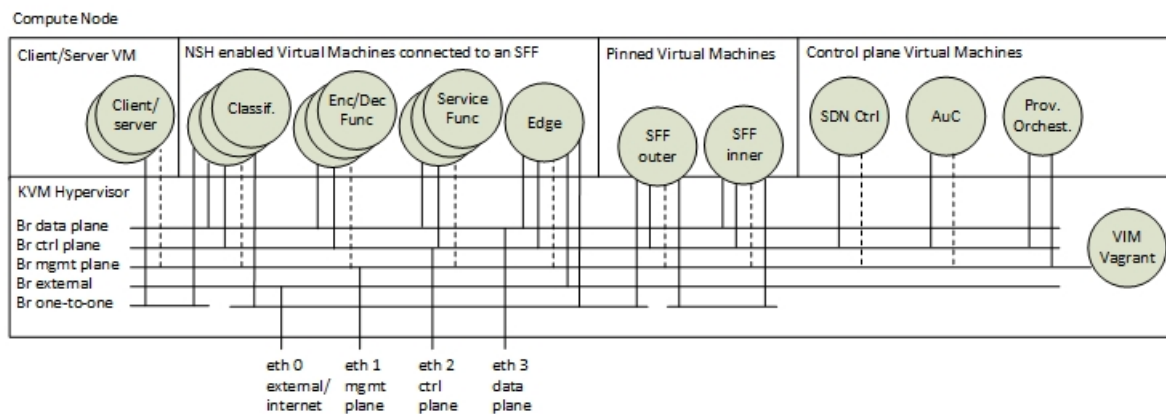 Compute Node
Client/Server VM
NSH enabled Virtual Machines connected to an SFF
Pinned Virtual Machines
Control plane Virtual Machines
Client/
server
Classif.
Enc/Dec
Func
Service
Func
Edge
SFF
outer
SFF
inner
SDN Ctrl
AuC
Prov.
Orchest.
KVM Hypervisor
Br data plane
Br ctrl plane
Br mgmt plane
Br external
Br one-to-one
VIM
Vagrant
eth 0
external/
internet
eth 1
mgmt
plane
eth 2
ctrl
plane
eth 3
data
plane